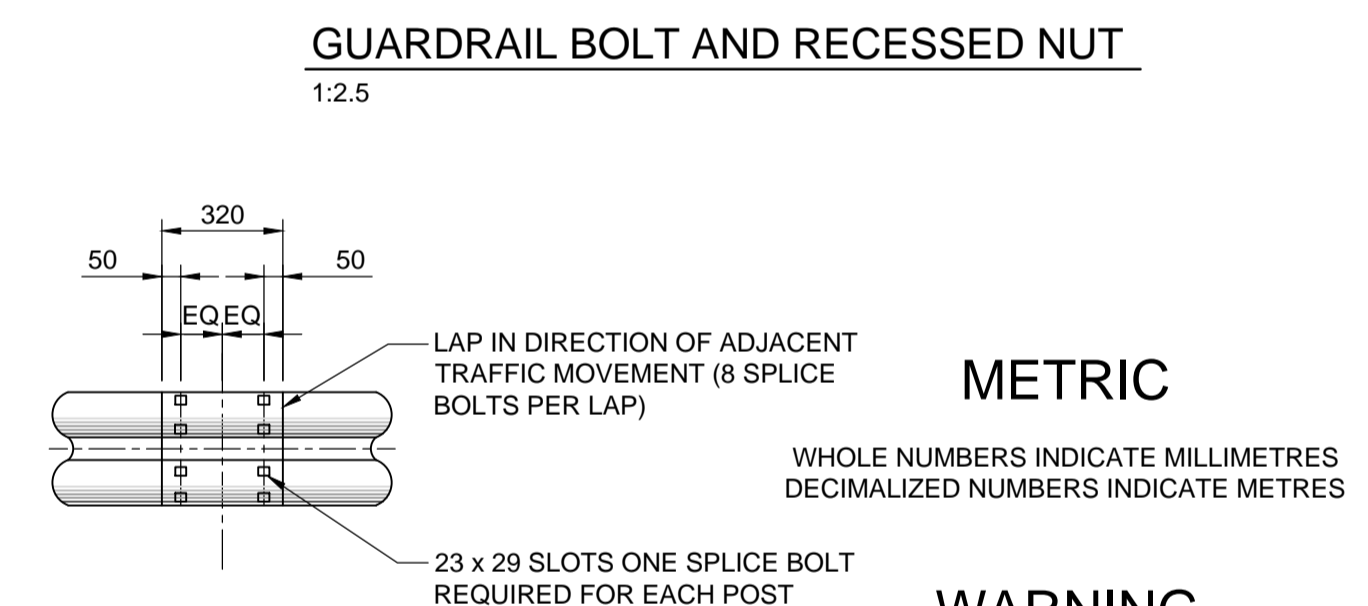 GUARDRAIL BOLT AND RECESSED NUT
1:2.5
320
50
50
EQ EQ
LAP IN DIRECTION OF ADJACENT
TRAFFIC MOVEMENT (8 SPLICE
BOLTS PER LAP)
METRIC
WHOLE NUMBERS INDICATE MILLIMETRES
DECIMALIZED NUMBERS INDICATE METRES
23 x 29 SLOTS ONE SPLICE BOLT
REQUIRED FOR EACH POST
WARNING